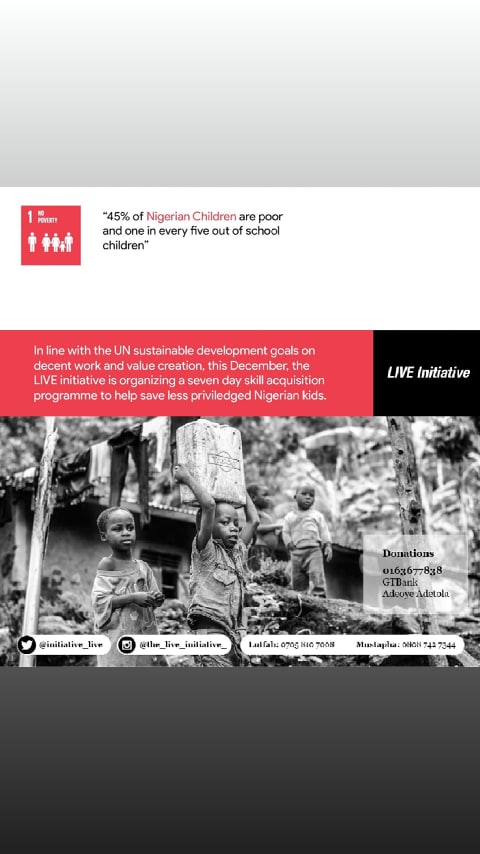 1 NO
POVERTY
“45% of Nigerian Children are poor
and one in every five out of school
children”
In line with the UN sustainable development goals on
decent work and value creation, this December, the
LIVE initiative is organizing a seven day skill acquisition
programme to help save less priviledged Nigerian kids.
LIVE Initiative
Donations
0163677838
GTBank
Adeoye Adetola
@initiative_live
@the_live_initiative_
Lutfah: 0705 810 7008
Mustapha: 0808 742 7344